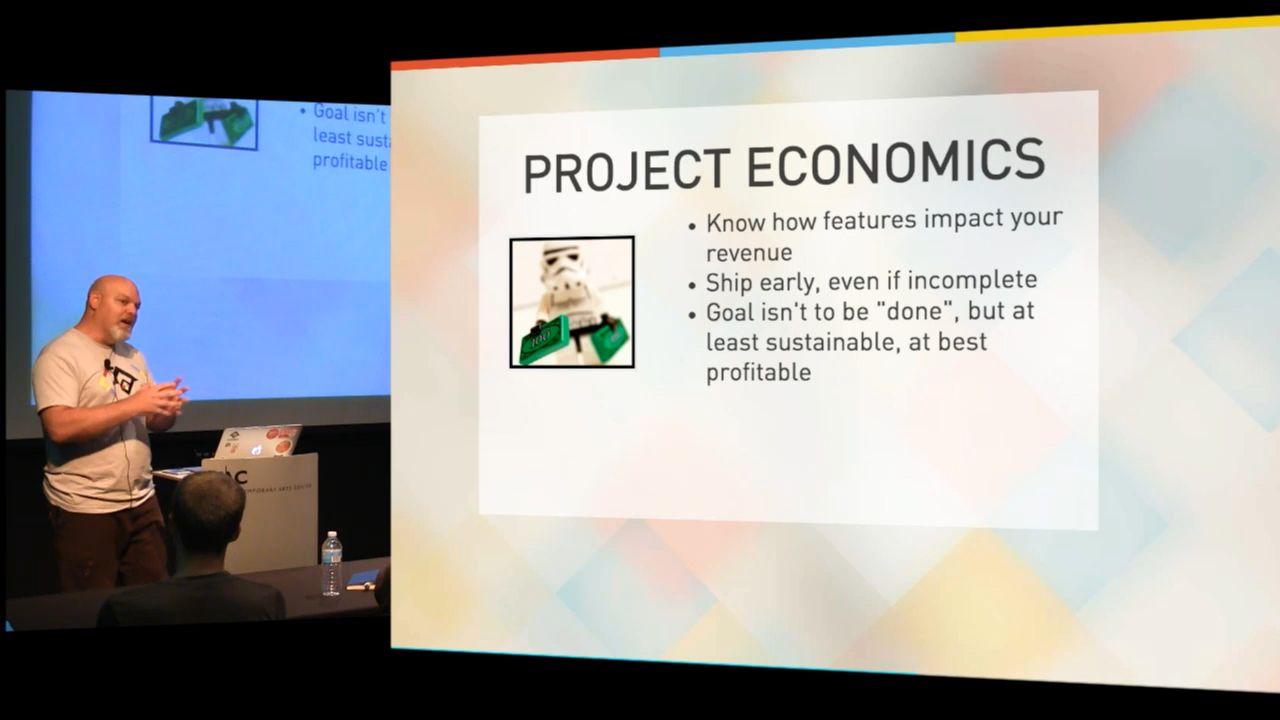 Goal isn't
least susta
profitable
PROJECT ECONOMICS
• Know how features impact your
revenue
• Ship early, even if incomplete
• Goal isn't to be "done", but at
least sustainable, at best
profitable
100